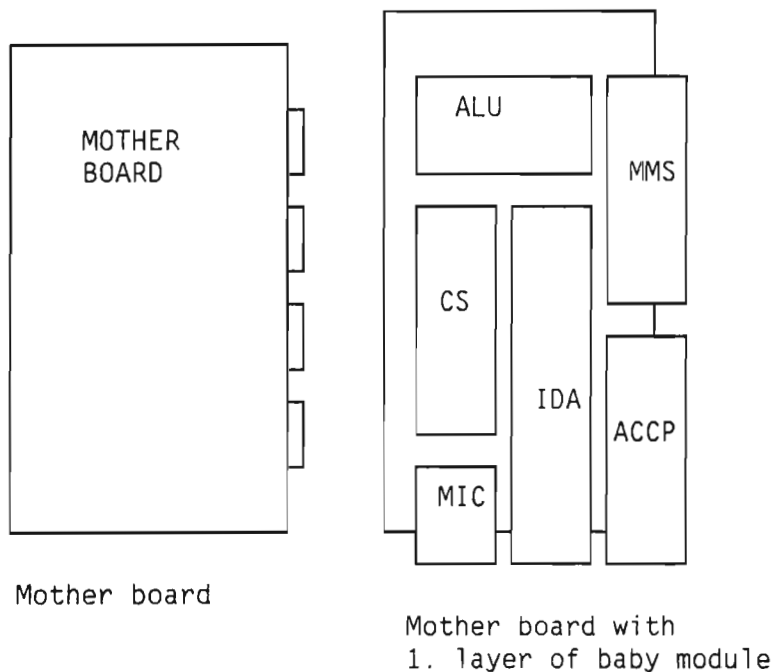 MOTHER
BOARD
Mother board
ALU
MMS
CS
IDA
ACCP
MIC
Mother board with
1. layer of baby module